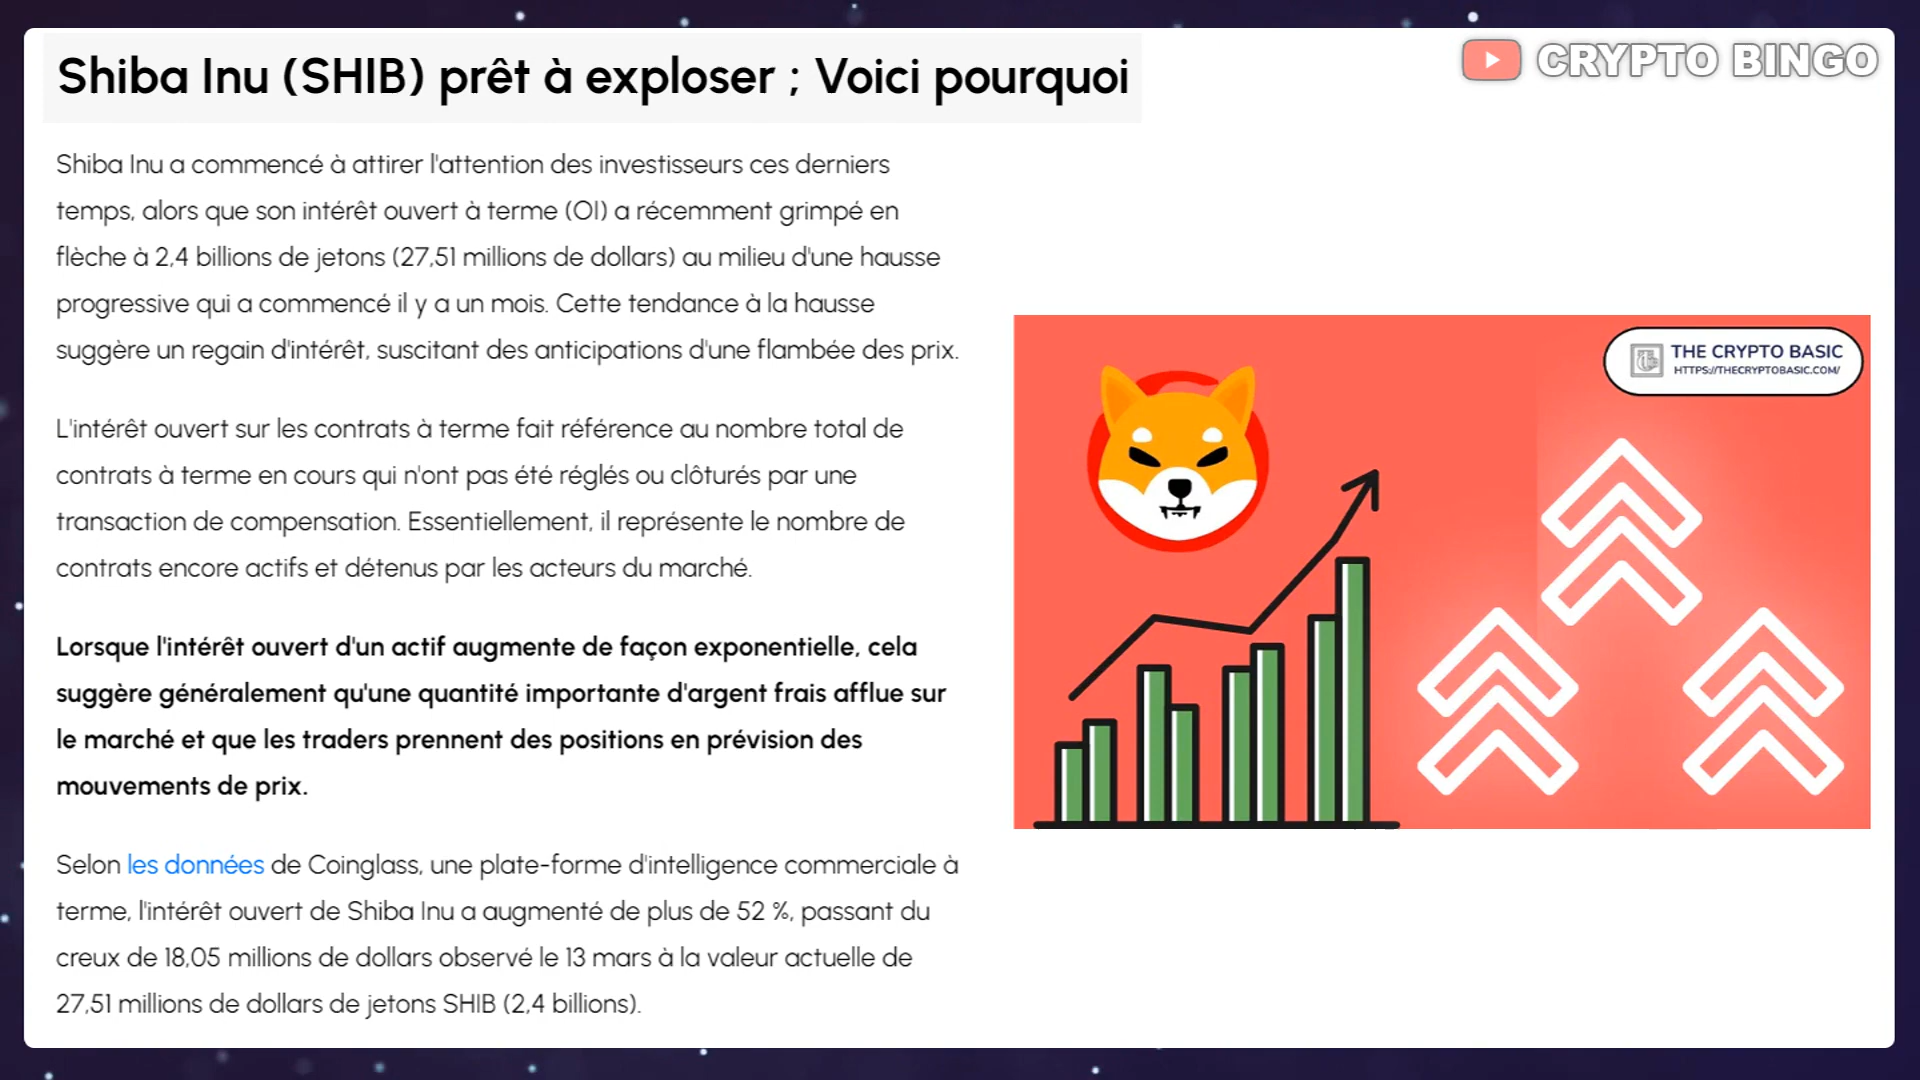 Shiba Inu (SHIB) prêt à exploser ; Voici pourquoi
CRYPTO BINGO
Shiba Inu a commencé à attirer l'attention des investisseurs ces derniers
temps, alors que son intérêt ouvert à terme (OI) a récemment grimpé en
flèche à 2,4 billions de jetons (27,51 millions de dollars) au milieu d'une hausse
progressive qui a commencé il y a un mois. Cette tendance à la hausse
suggère un regain d'intérêt, suscitant des anticipations d'une flambée des prix.
L'intérêt ouvert sur les contrats à terme fait référence au nombre total de
contrats à terme en cours qui n'ont pas été réglés ou clôturés par une
transaction de compensation. Essentiellement, il représente le nombre de
contrats encore actifs et détenus par les acteurs du marché.
Lorsque l'intérêt ouvert d'un actif augmente de façon exponentielle, cela
suggère généralement qu'une quantité importante d'argent frais afflue sur
le marché et que les traders prennent des positions en prévision des
mouvements de prix.
Selon les données de Coinglass, une plate-forme d'intelligence commerciale à
terme, l'intérêt ouvert de Shiba Inu a augmenté de plus de 52 %, passant du
creux de 18,05 millions de dollars observé le 13 mars à la valeur actuelle de
27,51 millions de dollars de jetons SHIB (2,4 billions).
THE CRYPTO BASIC
HTTPS://THECRYPTOBASIC.COM/